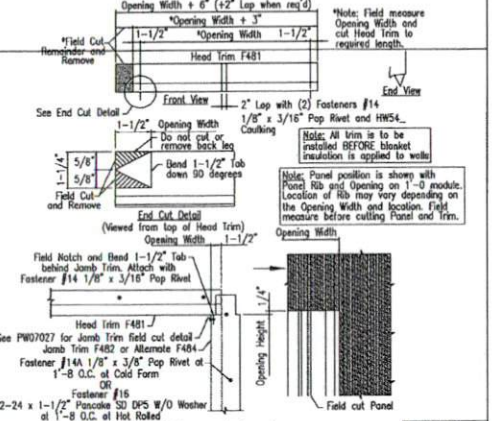 Opening Width + 6" (+2" Lap when req'd)
*Opening Width + 3"
*Note: Field measure
Opening Width and
cut Head Trim to
required length.
*Field Cut
Remainder and
Remove
1-1/2"
*Opening Width
1-1/2"
Head Trim F481
See End Cut Detail
Front View
End View
2" Lap with (2) Fasteners #14
1/8" x 3/16" Pop Rivet and HW54_
Caulking
1-1/2" Opening Width
Do not cut or
remove back leg
Note: All trim is to be
installed BEFORE blanket
insulation is applied to walls
1-1/4"
5/8"
5/8"
Bend 1-1/2" Tab
down 90 degrees
Field Cut
and Remove
Note: Panel position is shown with
Panel Rib and Opening on 1'-0 module.
Location of Rib may vary depending on
the Opening Width and location. Field
measure before cutting Panel and Trim.
End Cut Detail
(Viewed from top of Head Trim)
Opening Width
1-1/2"
Opening Width
Field Notch and Bend 1-1/2" Tab
behind Jamb Trim. Attach with
Fastener #14 1/8" x 3/16" Pop Rivet
1/4"
Opening Height
Head Trim F481
See PW07027 for Jamb Trim field cut detail
Jamb Trim F482 or Alternate F484
Fastener #14A 1/8" x 3/8" Pop Rivet at
1'-8 O.C. at Cold Form
OR
Fastener #16
2-24 x 1-1/2" Pancake SD DP5 W/O Washer
at 1'-8 O.C. at Hot Rolled
Field cut Panel